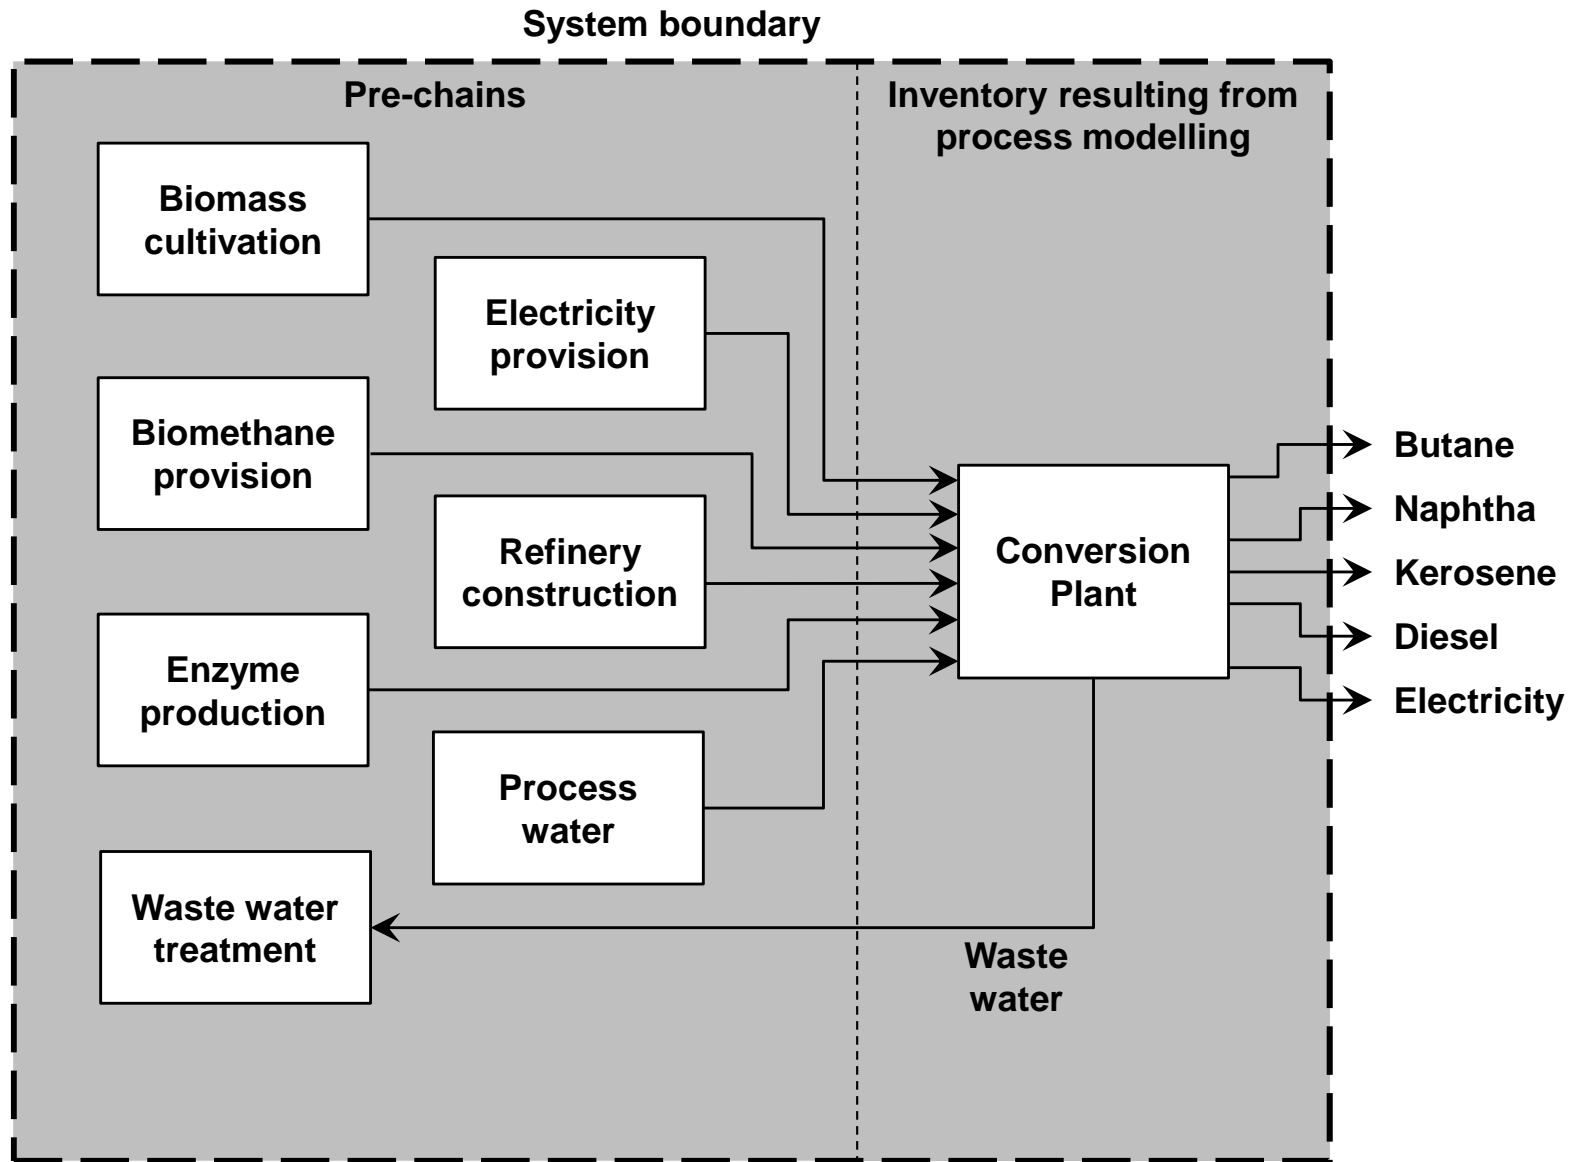 System boundary
Pre-chains
Inventory resulting from
process modelling
Biomass
cultivation
Electricity
provision
Biomethane
provision
Refinery
construction
Enzyme
production
Process
water
Waste water
treatment
Conversion
Plant
Waste
water
Butane
Naphtha
Kerosene
Diesel
Electricity